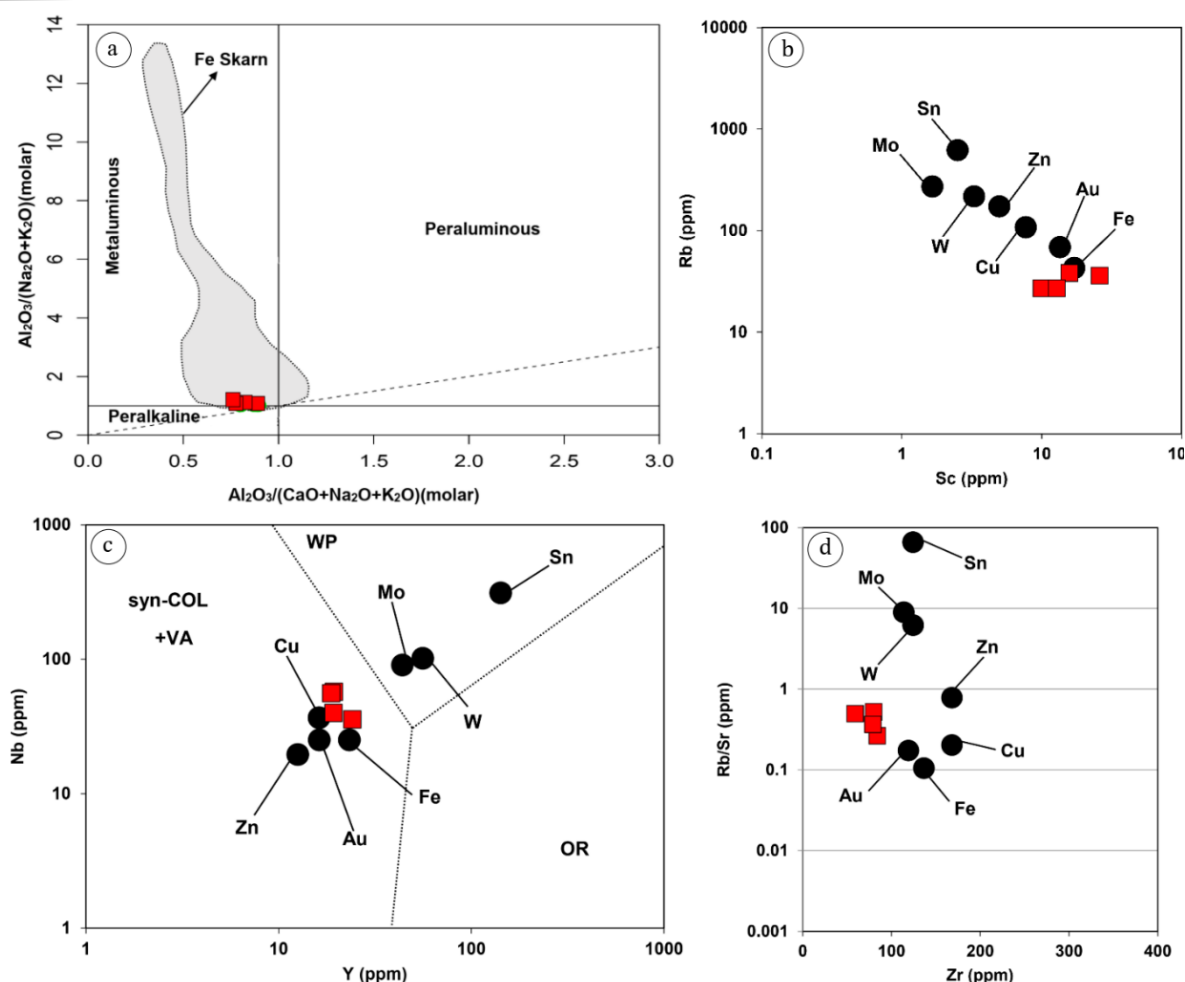 a
Fe Skarn
Metaluminous
Peraluminous
Peralkaline
Al₂O₃/(Na₂O+K₂O)(molar)
14
12
10
8
6
4
2
0
0.0 0.5 1.0 1.5 2.0 2.5 3.0
Al₂O₃/(CaO+Na₂O+K₂O)(molar)
b
Rb (ppm)
10000
1000
100
10
1
Sn
Mo
Zn
Au
W
Cu
Fe
0.1 1 10 10
Sc (ppm)
c
Nb (ppm)
1000
100
10
1
WP
syn-COL
+VA
Sn
Mo
Cu
W
Fe
Zn
Au
OR
1 10 100 1000
Y (ppm)
d
Rb/Sr (ppm)
100
10
1
0.1
0.01
0.001
Sn
Mo
W
Zn
Cu
Au
Fe
0 100 200 300 400
Zr (ppm)